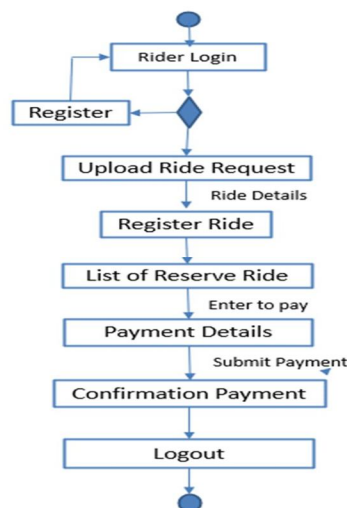 Rider Login
Register
Upload Ride Request
Ride Details
Register Ride
List of Reserve Ride
Enter to pay
Payment Details
Submit Payment
Confirmation Payment
Logout